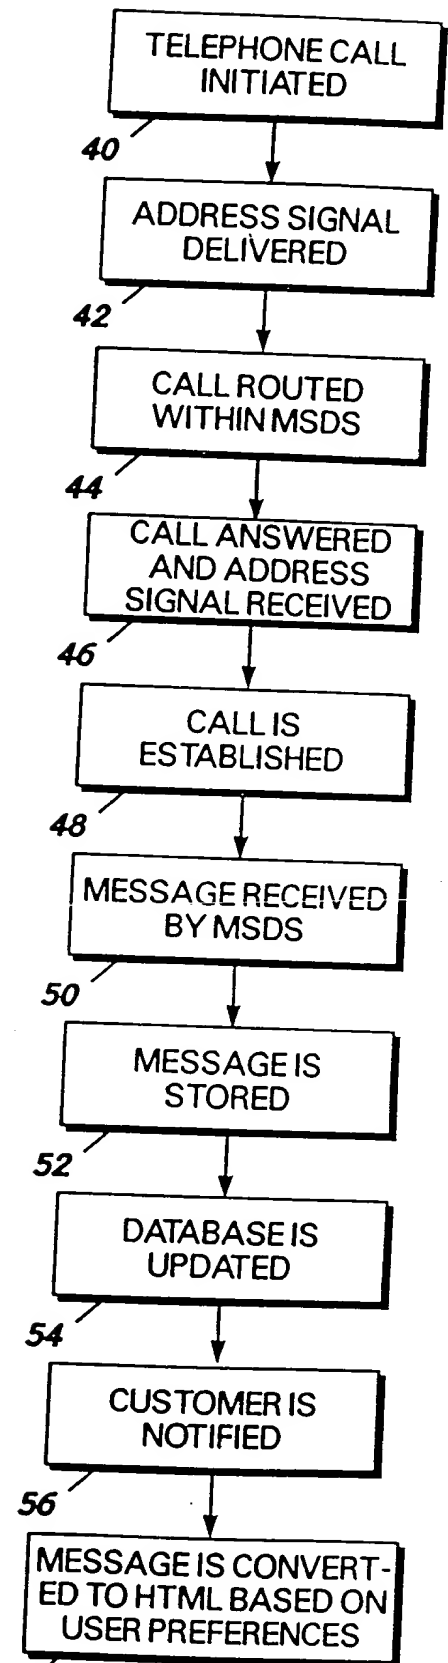 TELEPHONE CALL
INITIATED
40
ADDRESS SIGNAL
DELIVERED
42
CALL ROUTED
WITHIN MSDS
44
CALL ANSWERED
AND ADDRESS
SIGNAL RECEIVED
46
CALL IS
ESTABLISHED
48
MESSAGE RECEIVED
BY MSDS
50
MESSAGE IS
STORED
52
DATABASE IS
UPDATED
54
CUSTOMER IS
NOTIFIED
56
MESSAGE IS CONVERT-
ED TO HTML BASED ON
USER PREFERENCES